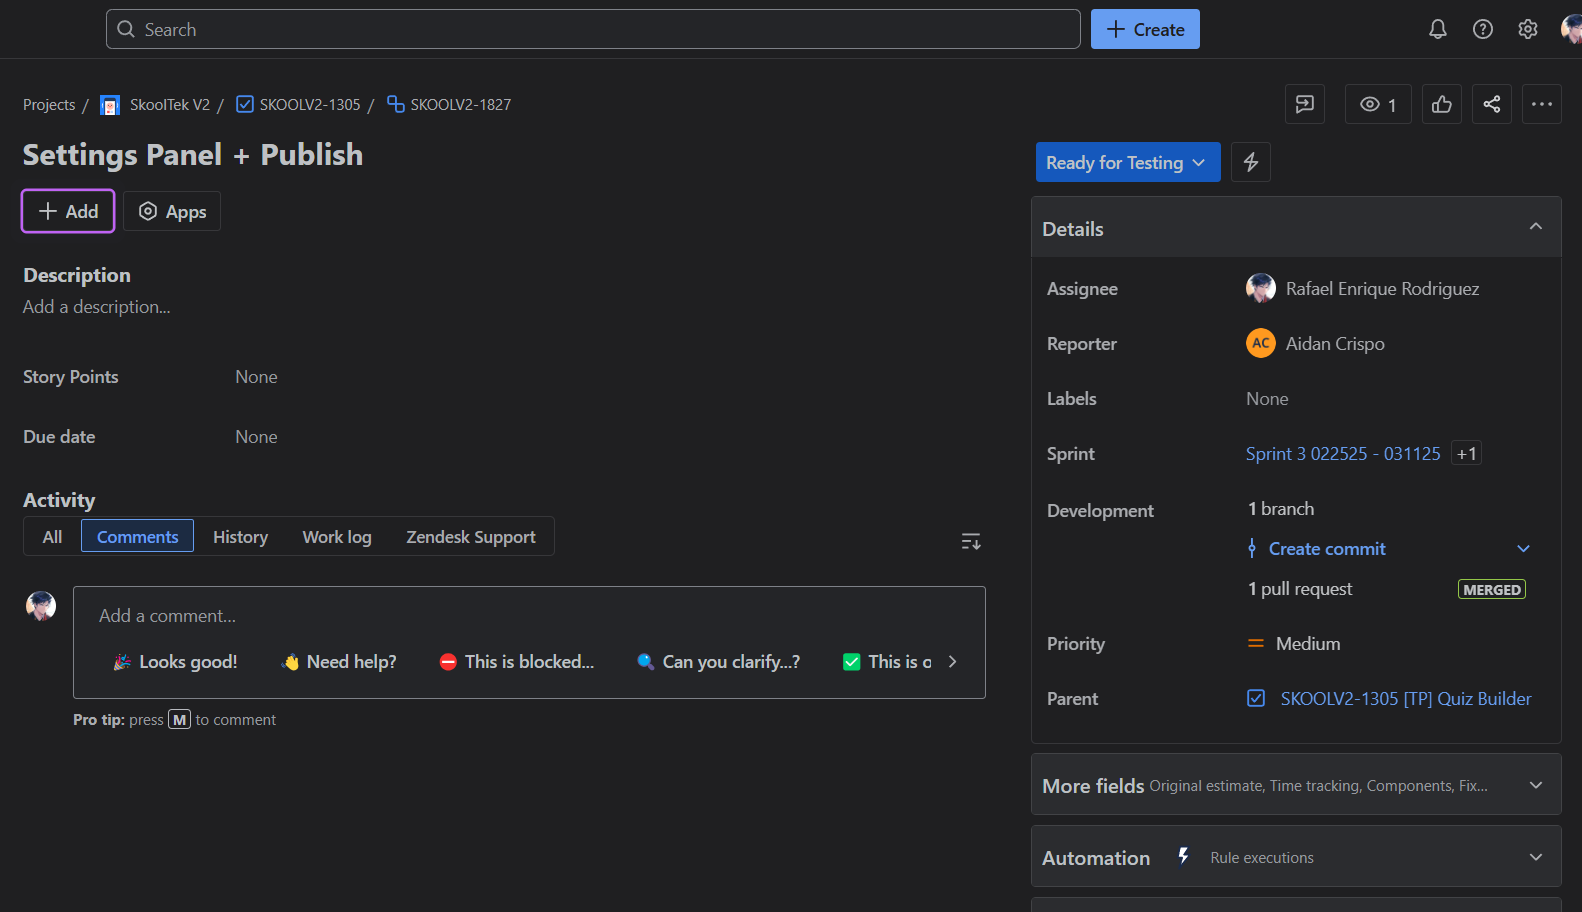 Search
Create
Projects / SkoolTek V2 / SKOOLV2-1305 / SKOOLV2-1827
1
Settings Panel + Publish
Add
Apps
Description
Add a description...
Story Points None
Due date None
Activity
All Comments History Work log Zendesk Support
Add a comment...
Looks good! Need help? This is blocked... Can you clarify...? This is o
Pro tip: press M to comment
Ready for Testing
Details
Assignee Rafael Enrique Rodriguez
Reporter AC Aidan Crispo
Labels None
Sprint Sprint 3 022525 - 031125 +1
Development 1 branch
Create commit
1 pull request MERGED
Priority Medium
Parent SKOOLV2-1305 [TP] Quiz Builder
More fields Original estimate, Time tracking, Components, Fix...
Automation Rule executions